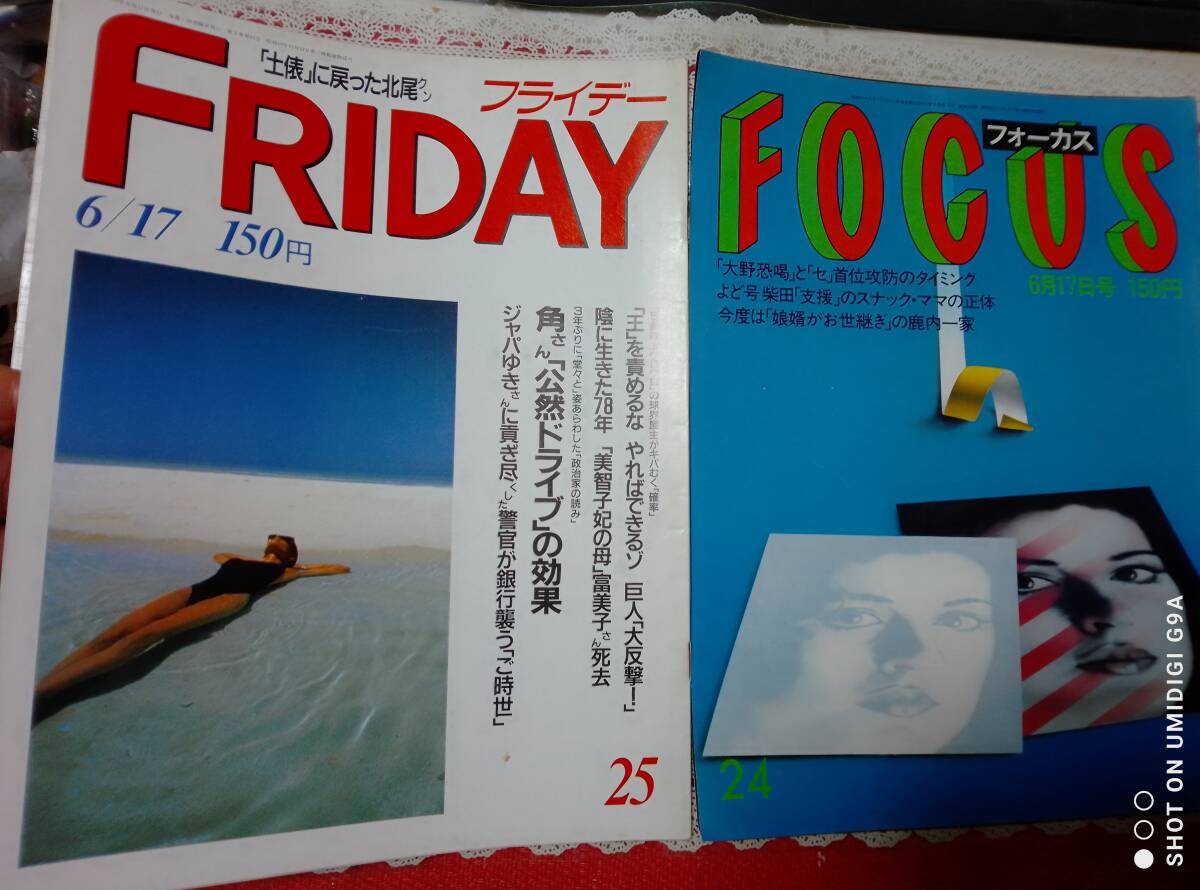 「土俵」に戻った北尾クン
フライデー
FRIDAY
6/17 150円
「王」を責めるな やればできるゾ 巨人「大反撃!」
陰に生きた78年 「美智子妃の母」富美子さん死去
3年ぶりに「堂々と」姿あらわした「政治家の読み」
角さん「公然ドライブ」の効果
ジャパゆきさんに貢ぎ尽くした警官が銀行襲う「ご時世」
25
FOCUS
フォーカス
「大野恐喝」と「セ」首位攻防のタイミング
よど号柴田「支援」のスナック・ママの正体
今度は「娘婿がお世継ぎ」の鹿内一家
6月17日号 150円
24
SHOT ON UMIDIGI G9A